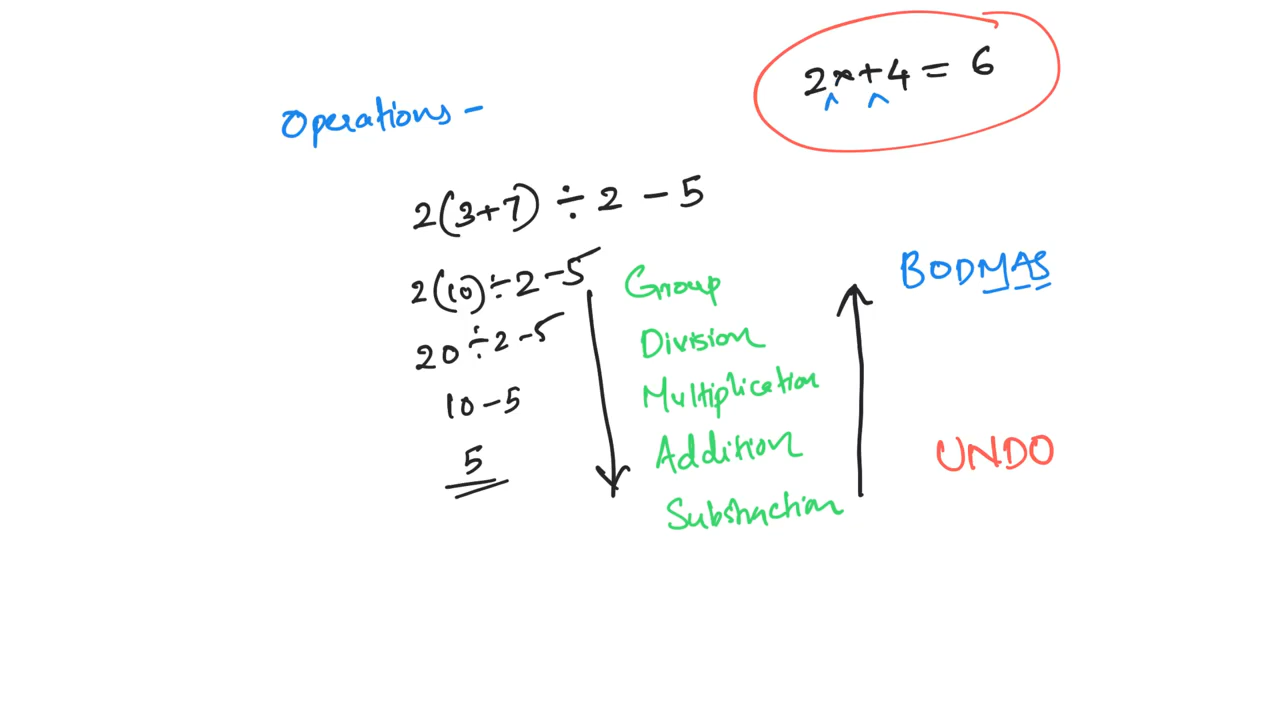 2x+4 = 6
Operations -
2(3+7) ÷ 2 - 5
2(10)÷2-5
Group
BODMAS
20÷2-5
Division
10-5
Multiplication
5
Addition
UNDO
Substraction